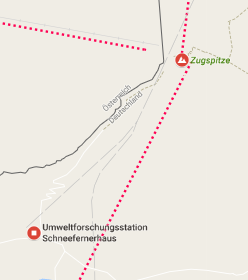 Zugspitze
Österreich
Deutschland
Umweltforschungsstation
Schneefernerhaus